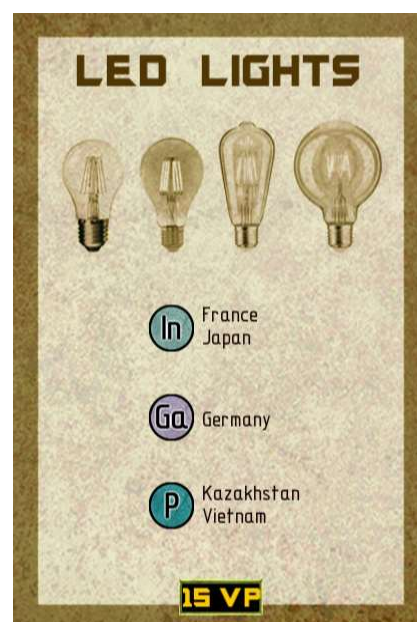 LED LIGHTS
In
France
Japan
Ga
Germany
P
Kazakhstan
Vietnam
15 VP